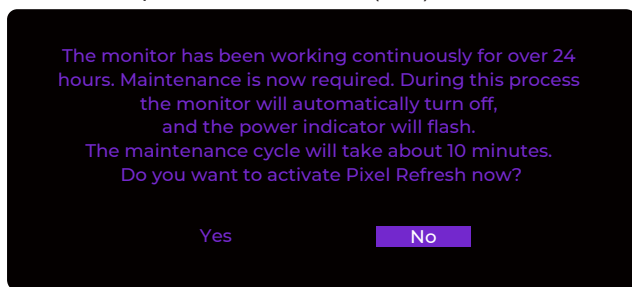 The monitor has been working continuously for over 24
hours. Maintenance is now required. During this process
the monitor will automatically turn off,
and the power indicator will flash.
The maintenance cycle will take about 10 minutes.
Do you want to activate Pixel Refresh now?
Yes
No